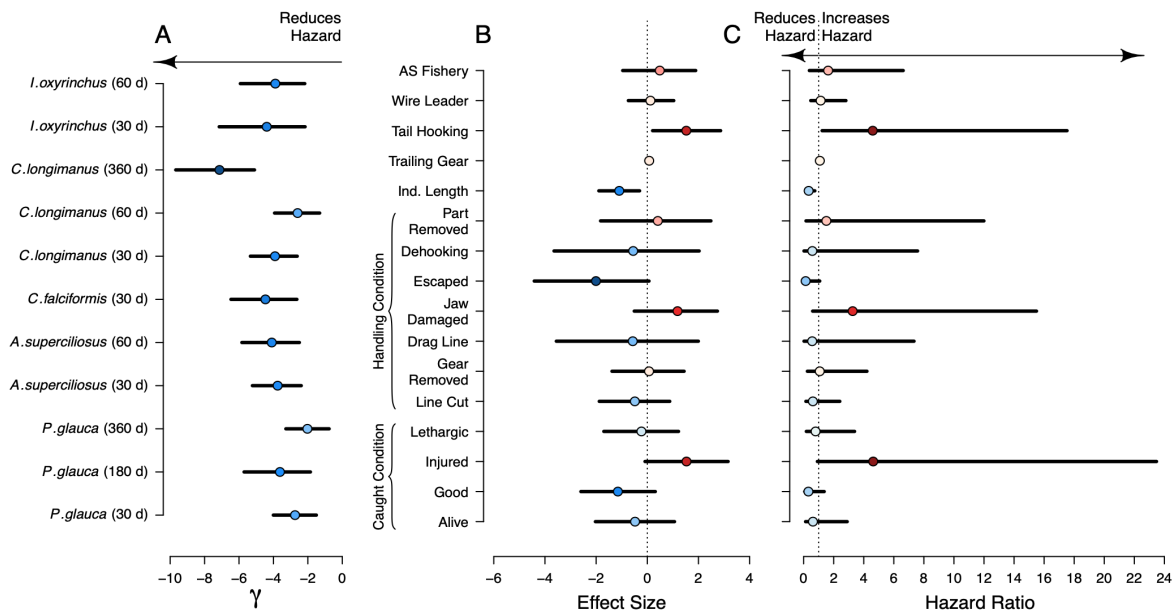 A
Reduces
Hazard
I.oxyrinchus (60 d)
I.oxyrinchus (30 d)
C.longimanus (360 d)
C.longimanus (60 d)
C.longimanus (30 d)
C.falciformis (30 d)
A.superciliosus (60 d)
A.superciliosus (30 d)
P.glauca (360 d)
P.glauca (180 d)
P.glauca (30 d)
−10 −8 −6 −4 −2 0
γ
B
AS Fishery
Wire Leader
Tail Hooking
Trailing Gear
Ind. Length
Part
Removed
Dehooking
Escaped
Jaw
Damaged
Drag Line
Gear
Removed
Line Cut
Lethargic
Injured
Good
Alive
Handling Condition
Caught Condition
−6 −4 −2 0 2 4
Effect Size
C
Reduces
Hazard
Increases
Hazard
0 2 4 6 8 10 12 14 16 18 20 22 24
Hazard Ratio